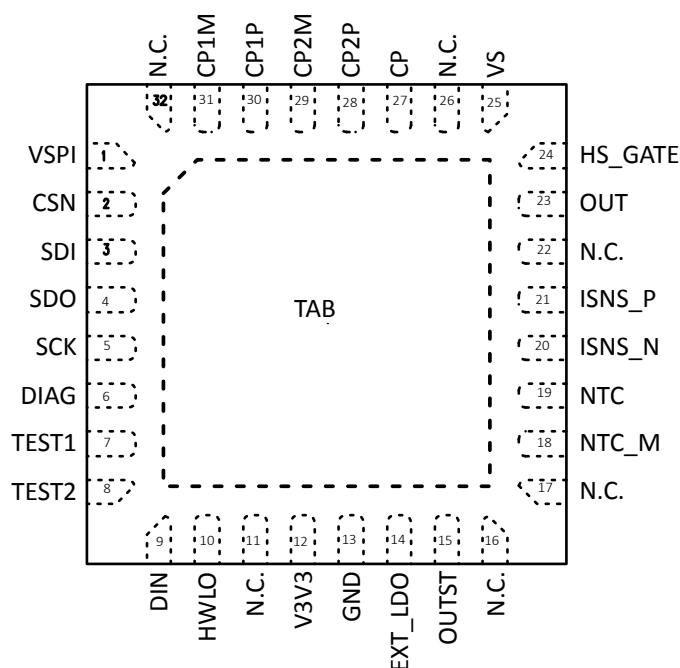 N.C. CP1M CP1P CP2M CP2P CP N.C. VS
32 31 30 29 28 27 26 25
VSPI 1 24 HS_GATE
CSN 2 23 OUT
SDI 3 22 N.C.
SDO 4 21 ISNS_P
TAB
SCK 5 20 ISNS_N
DIAG 6 19 NTC
TEST1 7 18 NTC_M
TEST2 8 17 N.C.
9 10 11 12 13 14 15 16
DIN HWLO N.C. V3V3 GND EXT_LDO OUTST N.C.